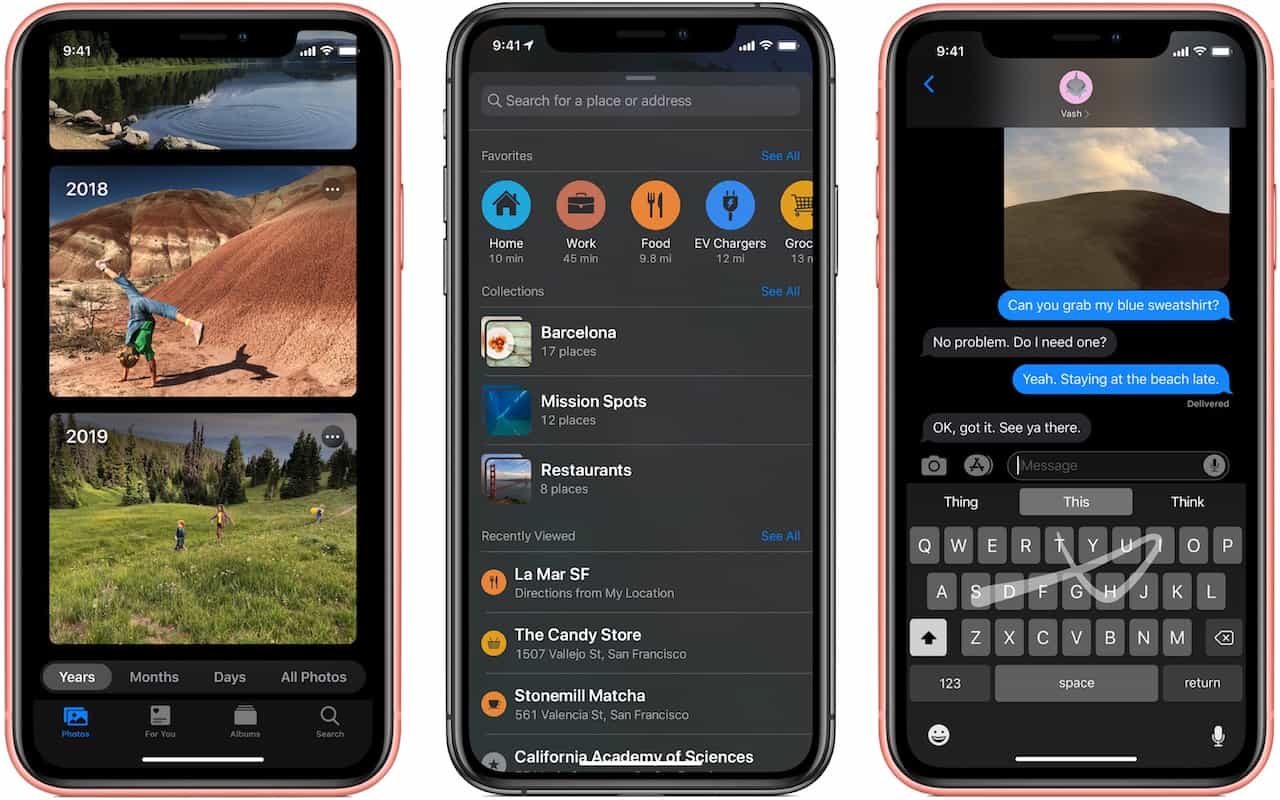 9:41
2018
2019
Years Months Days All Photos
Photos For You Albums Search
9:41
Search for a place or address
Favorites See All
Home Work Food EV Chargers Groc
10 min 45 min 9.8 mi 12 mi 13 n
Collections See All
Barcelona
17 places
Mission Spots
12 places
Restaurants
8 places
Recently Viewed See All
La Mar SF
Directions from My Location
The Candy Store
1507 Vallejo St, San Francisco
Stonemill Matcha
561 Valencia St, San Francisco
California Academy of Sciences
9:41
Vash
Can you grab my blue sweatshirt?
No problem. Do I need one?
Yeah. Staying at the beach late.
Delivered
OK, got it. See ya there.
Message
Thing This Think
Q W E R T Y U I O P
A S D F G H J K L
Z X C V B N M
123 space return